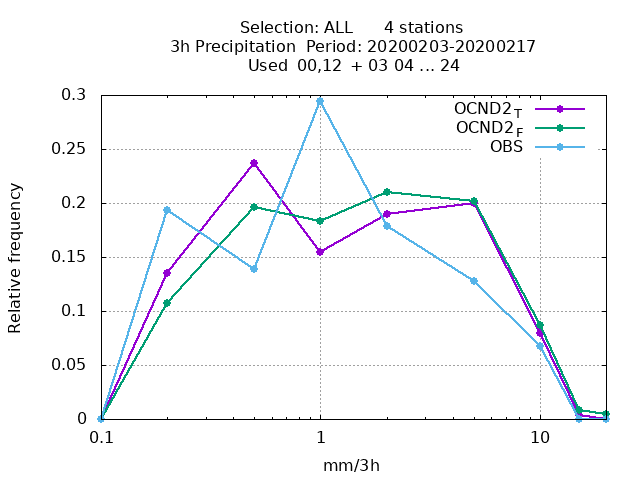 Selection: ALL 4 stations
3h Precipitation Period: 20200203-20200217
Used 00,12 + 03 04 ... 24
OCND2T
OCND2F
OBS
0.3
0.25
0.2
0.15
0.1
0.05
0
Relative frequency
0.1 1 10
mm/3h